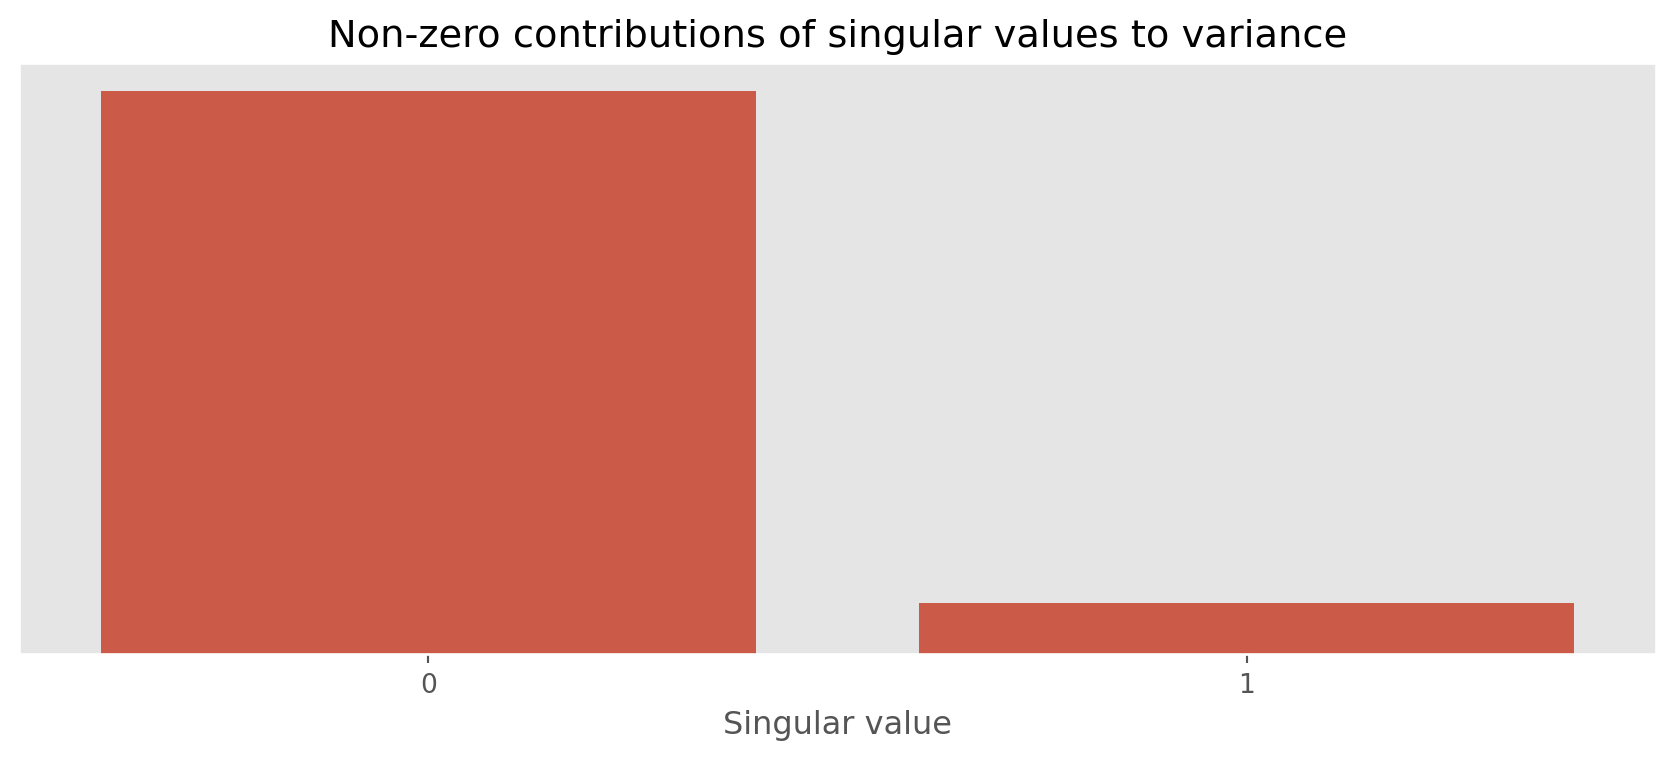 Non-zero contributions of singular values to variance
0 1
Singular value